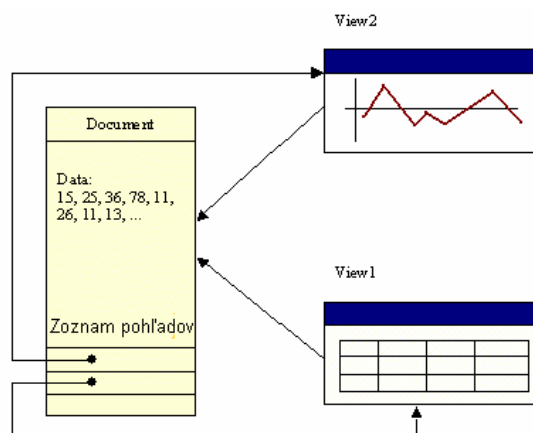 View2
Document
Data:
15, 25, 36, 78, 11,
26, 11, 13, ...
View1
Zoznam pohľadov